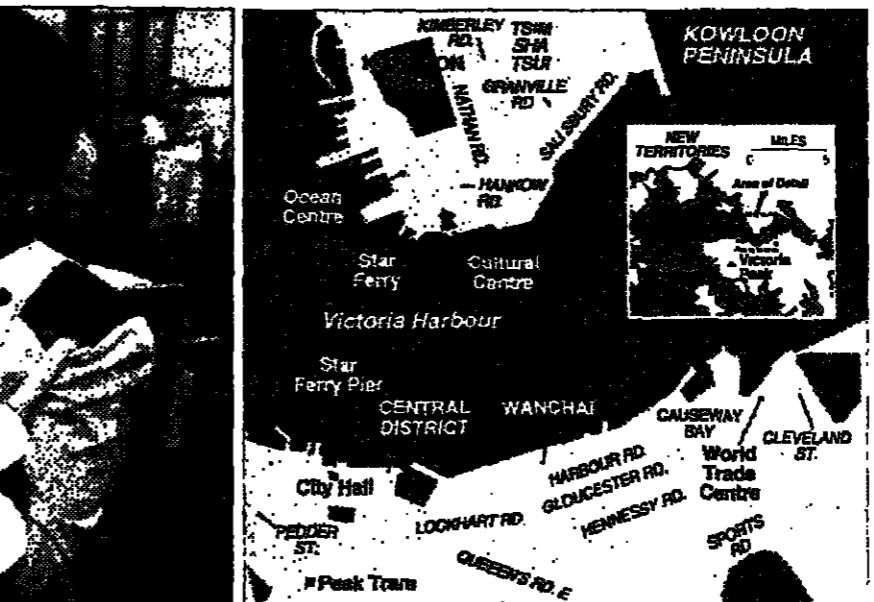 KIMBERLEY
RD.
TSIM
SHA
TSUI
KOWLOON
PENINSULA
GRANVILLE
RD
NATHAN RD.
SALISBURY RD.
HANKOW
RD.
NEW
TERRITORIES
MILES
5
Area of Detail
Victoria
Peak
Ocean
Centre
Star
Ferry
Cultural
Centre
Victoria Harbour
Star
Ferry Pier
CENTRAL
DISTRICT
WANCHAI
CAUSEWAY
BAY
CLEVELAND
ST.
World
Trade
Centre
HARBOUR RD.
GLOUCESTER RD.
HENNESSY RD.
City Hall
LOCKHART RD.
PEDDER
ST.
SPORTS
RD
QUEEEN'S RD. E
Peak Tram